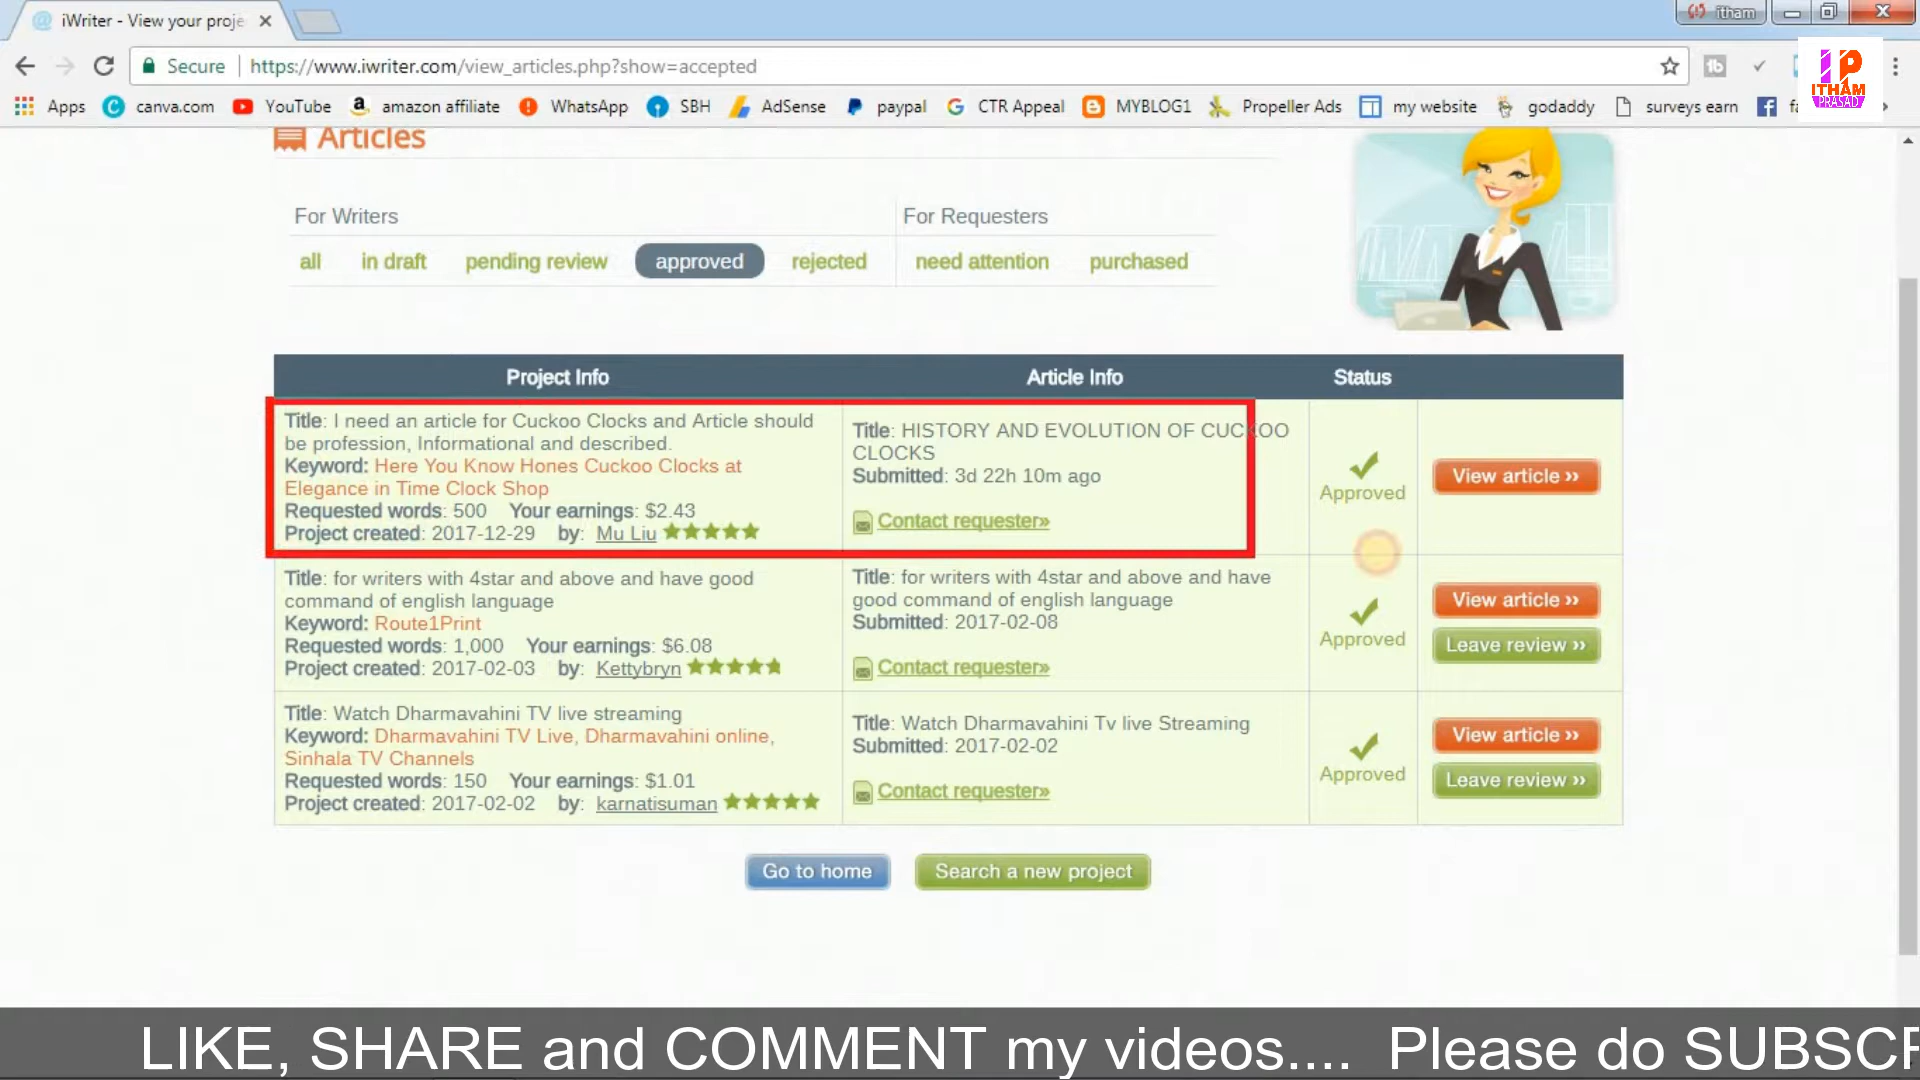 iWriter - View your proje
itham
Secure https://www.iwriter.com/view_articles.php?show=accepted
Apps canva.com YouTube amazon affiliate WhatsApp SBH AdSense paypal CTR Appeal MYBLOG1 Propeller Ads my website godaddy surveys earn
IP
ITHAM
PRASAD
Articles
For Writers For Requesters
all in draft pending review approved rejected need attention purchased
Project Info Article Info Status
Title: I need an article for Cuckoo Clocks and Article should
be profession, Informational and described.
Keyword: Here You Know Hones Cuckoo Clocks at
Elegance in Time Clock Shop
Requested words: 500 Your earnings: $2.43
Project created: 2017-12-29 by: Mu Liu
Title: HISTORY AND EVOLUTION OF CUCKOO
CLOCKS
Submitted: 3d 22h 10m ago
Contact requester»
Approved
View article ››
Title: for writers with 4star and above and have good
command of english language
Keyword: Route1Print
Requested words: 1,000 Your earnings: $6.08
Project created: 2017-02-03 by: Kettybryn
Title: for writers with 4star and above and have
good command of english language
Submitted: 2017-02-08
Contact requester»
Approved
View article ››
Leave review ››
Title: Watch Dharmavahini TV live streaming
Keyword: Dharmavahini TV Live, Dharmavahini online,
Sinhala TV Channels
Requested words: 150 Your earnings: $1.01
Project created: 2017-02-02 by: karnatisuman
Title: Watch Dharmavahini Tv live Streaming
Submitted: 2017-02-02
Contact requester»
Approved
View article ››
Leave review ››
Go to home Search a new project
LIKE, SHARE and COMMENT my videos.... Please do SUBSCR